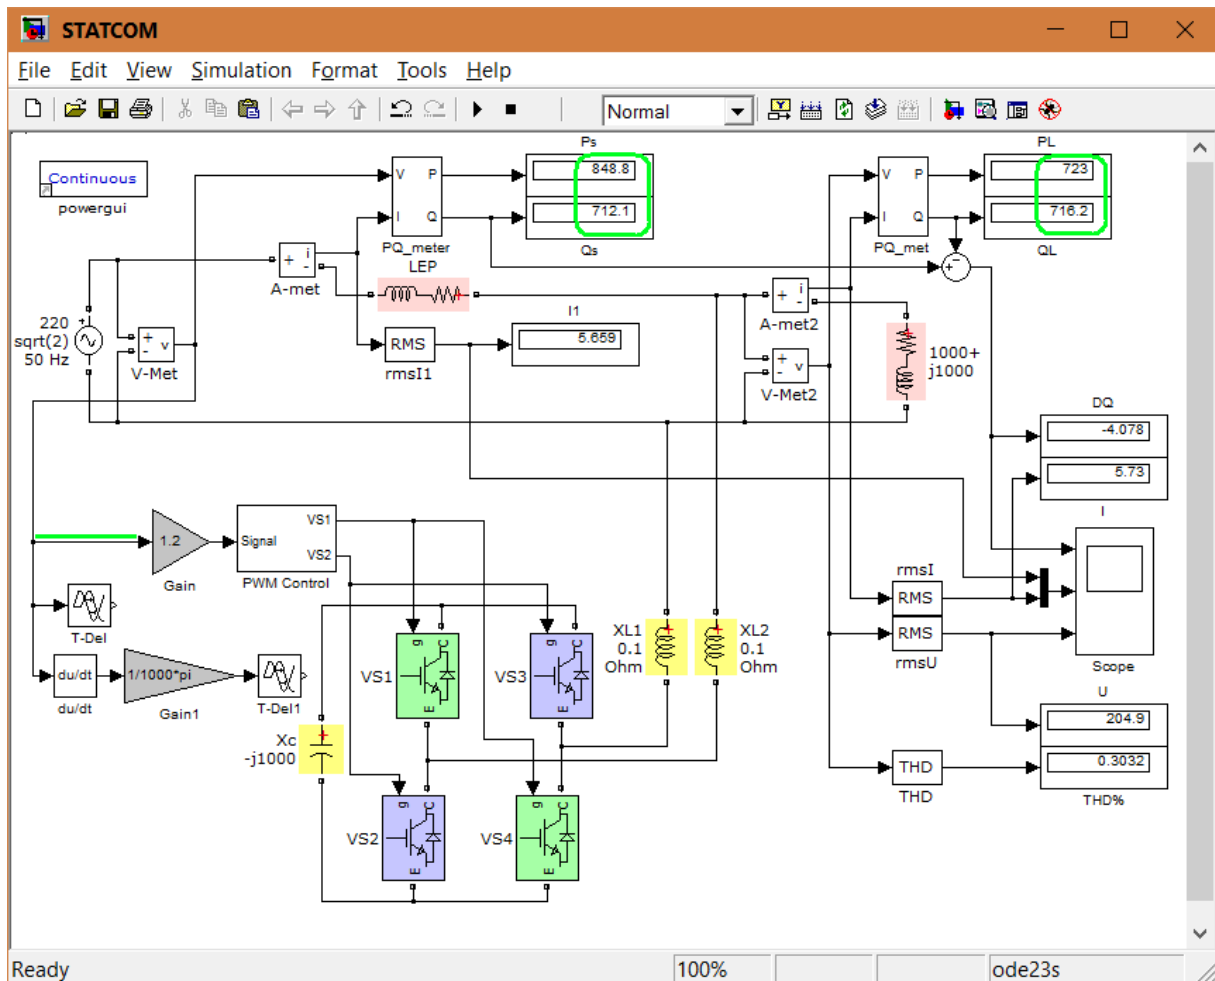 STATCOM
File Edit View Simulation Format Tools Help
Normal
Continuous
powergui
V
I
P
Q
PQ_meter
Ps
848.8
712.1
Qs
V
I
P
Q
PQ_met
PL
723
716.2
QL
+
-
i
A-met
LEP
220
sqrt(2)
50 Hz
+
-
v
V-Met
RMS
rmsI1
I1
5.659
+
-
i
A-met2
+
-
v
V-Met2
1000+
j1000
DQ
-4.078
5.73
I
1.2
Gain
Signal
VS1
VS2
PWM Control
T-Del
du/dt
du/dt
1/1000*pi
Gain1
T-Del1
Xc
-j1000
g
C
E
VS1
g
C
E
VS3
g
C
E
VS2
g
C
E
VS4
XL1
0.1
Ohm
XL2
0.1
Ohm
rmsI
RMS
RMS
rmsU
Scope
U
204.9
0.3032
THD%
THD
THD
Ready
100%
ode23s